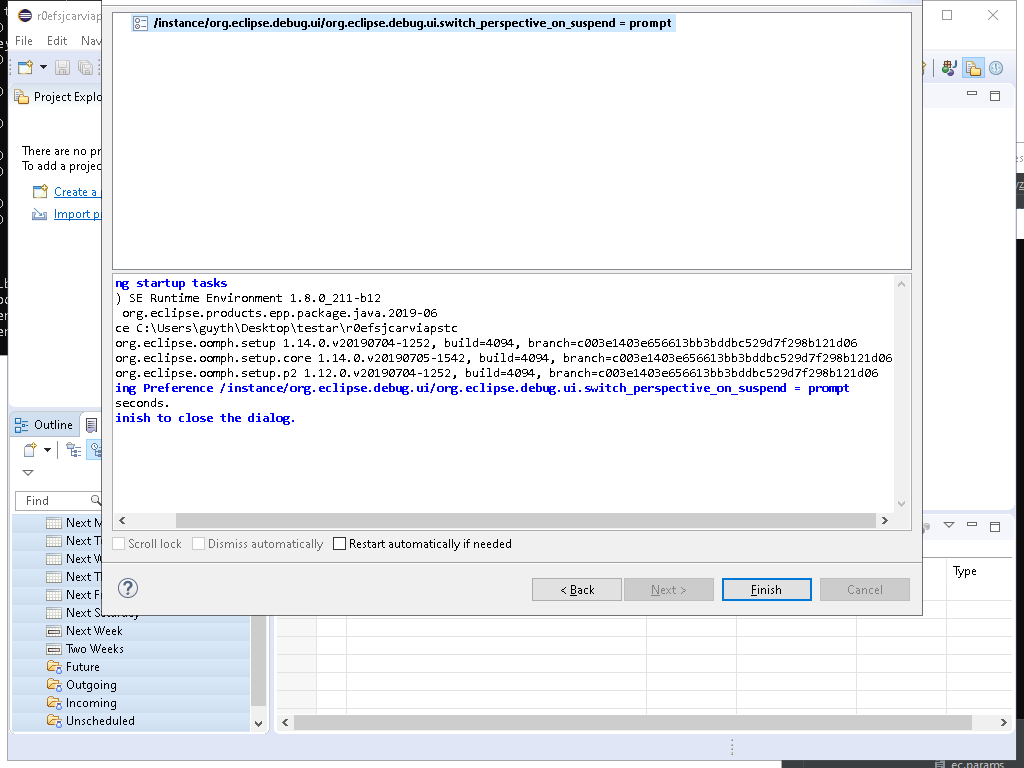 /instance/org.eclipse.debug.ui/org.eclipse.debug.ui.switch_perspective_on_suspend = prompt
r0efsjcarviap
File Edit Nav
Project Explo
There are no pr
To add a projec
Create a
Import p
ng startup tasks
) SE Runtime Environment 1.8.0_211-b12
org.eclipse.products.epp.package.java.2019-06
ce C:\Users\guyth\Desktop\testar\r0efsjcarviapstc
org.eclipse.oomph.setup 1.14.0.v20190704-1252, build=4094, branch=c003e1403e656613bb3bddbc529d7f298b121d06
org.eclipse.oomph.setup.core 1.14.0.v20190705-1542, build=4094, branch=c003e1403e656613bb3bddbc529d7f298b121d06
org.eclipse.oomph.setup.p2 1.12.0.v20190704-1252, build=4094, branch=c003e1403e656613bb3bddbc529d7f298b121d06
ing Preference /instance/org.eclipse.debug.ui/org.eclipse.debug.ui.switch_perspective_on_suspend = prompt
seconds.
inish to close the dialog.
Scroll lock Dismiss automatically Restart automatically if needed
< Back Next > Finish Cancel
Outline
Find
Next M
Next T
Next W
Next T
Next F
Next Saturday
Next Week
Two Weeks
Future
Outgoing
Incoming
Unscheduled
Type
ec.params